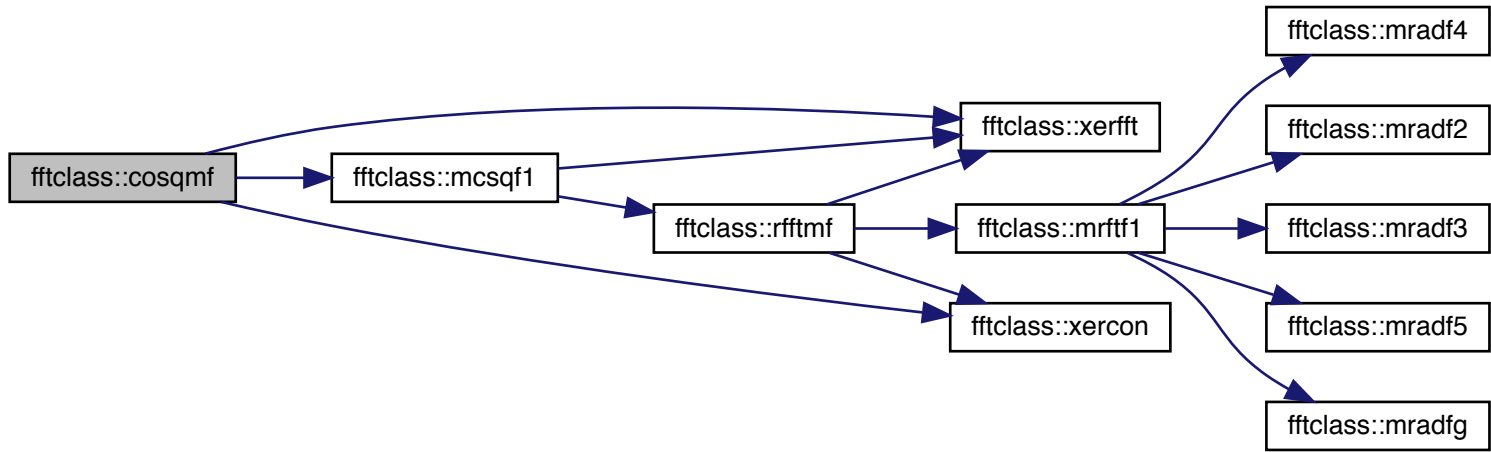 fftclass::cosqmf
fftclass::mcsqf1
fftclass::xerfft
fftclass::rfftmf
fftclass::mrftf1
fftclass::xercon
fftclass::mradf4
fftclass::mradf2
fftclass::mradf3
fftclass::mradf5
fftclass::mradfg